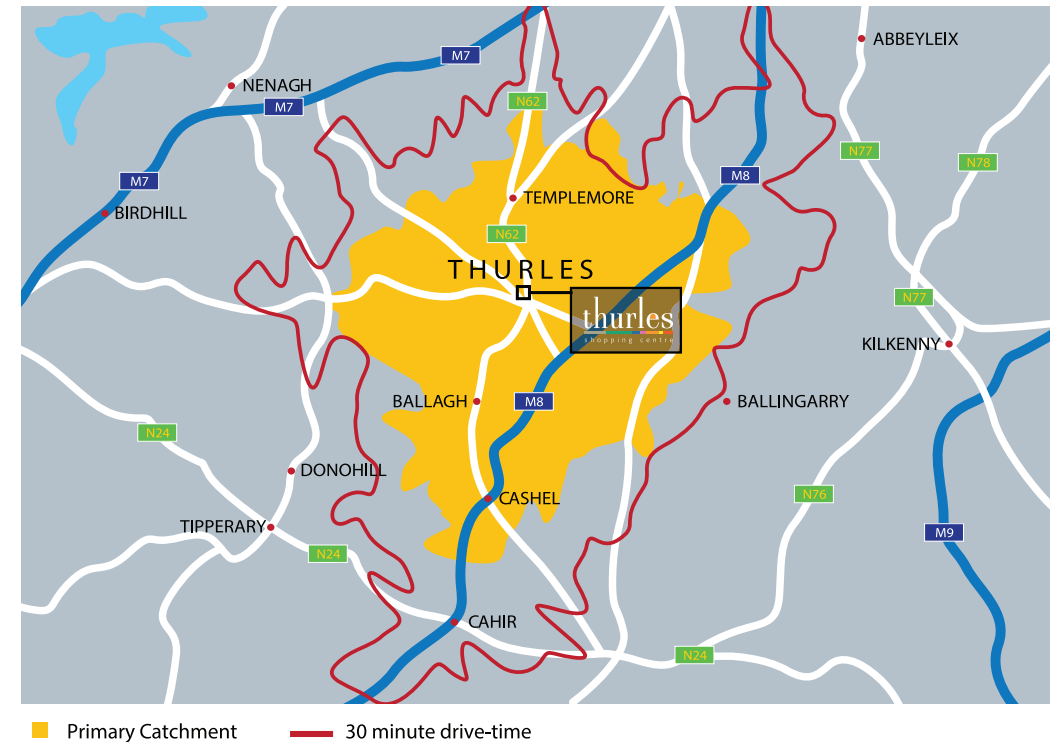 ABBEYLEIX
M7
NENAGH
N62
M7
N77
N78
M8
M7
TEMPLEMORE
BIRDHILL
N62
THURLES
N77
thurles
shopping centre
KILKENNY
BALLAGH
M8
BALLINGARRY
N24
DONOHILL
N76
CASHEL
TIPPERARY
M9
N24
CAHIR
N24
Primary Catchment
30 minute drive-time